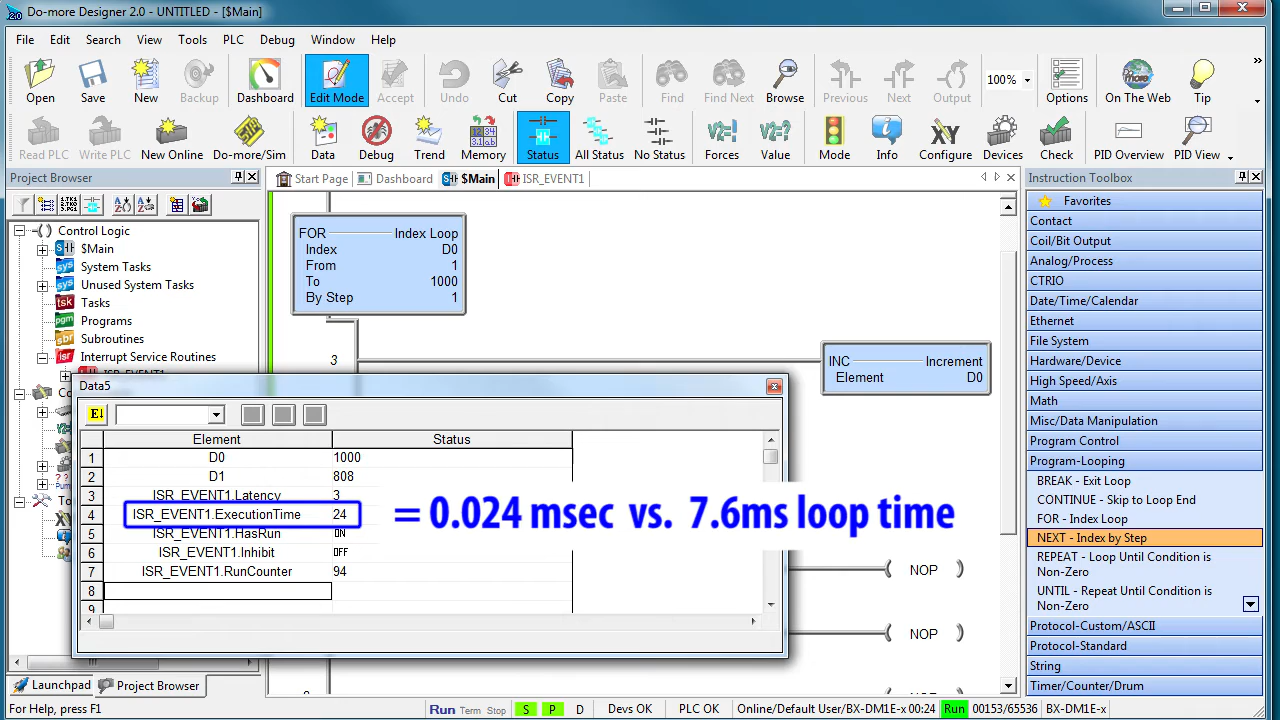 Do-more Designer 2.0 - UNTITLED - [$Main]
File Edit Search View Tools PLC Debug Window Help
Open Save New Backup Dashboard Edit Mode Accept Undo Cut Copy Paste Find Find Next Browse Previous Next Output 100% Options On The Web Tip
Read PLC Write PLC New Online Do-more/Sim Data Debug Trend Memory Status All Status No Status Forces Value Mode Info Configure Devices Check PID Overview PID View
Project Browser
Start Page Dashboard $Main ISR_EVENT1
Instruction Toolbox
Control Logic
$Main
System Tasks
Unused System Tasks
Tasks
Programs
Subroutines
Interrupt Service Routines
FOR Index Loop
Index D0
From 1
To 1000
By Step 1
3
INC Increment
Element D0
Data5
Element Status
1 D0 1000
2 D1 808
3 ISR_EVENT1.Latency 3
4 ISR_EVENT1.ExecutionTime 24
5 ISR_EVENT1.HasRun ON
6 ISR_EVENT1.Inhibit OFF
7 ISR_EVENT1.RunCounter 94
8
9
= 0.024 msec vs. 7.6ms loop time
NOP
NOP
Favorites
Contact
Coil/Bit Output
Analog/Process
CTRIO
Date/Time/Calendar
Ethernet
File System
Hardware/Device
High Speed/Axis
Math
Misc/Data Manipulation
Program Control
Program-Looping
BREAK - Exit Loop
CONTINUE - Skip to Loop End
FOR - Index Loop
NEXT - Index by Step
REPEAT - Loop Until Condition is
Non-Zero
UNTIL - Repeat Until Condition is
Non-Zero
Protocol-Custom/ASCII
Protocol-Standard
String
Timer/Counter/Drum
Launchpad Project Browser
For Help, press F1
Run Term Stop S P D Devs OK PLC OK Online/Default User/BX-DM1E-x 00:24 Run 00153/65536 BX-DM1E-x